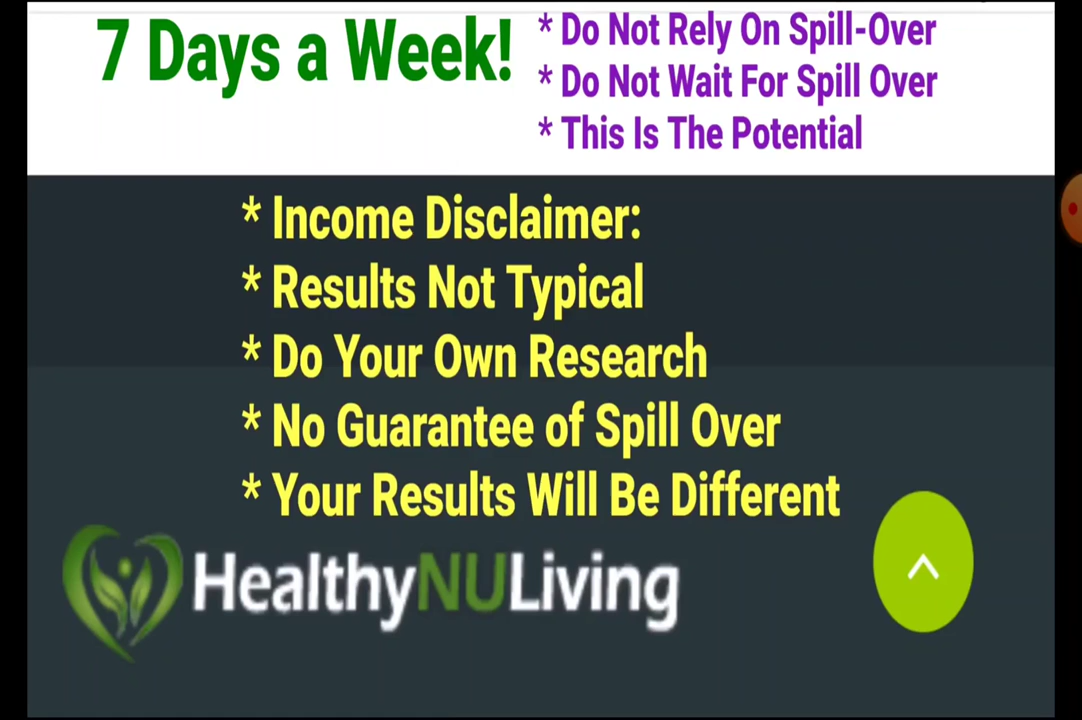 7 Days a Week!
* Do Not Rely On Spill-Over
* Do Not Wait For Spill Over
* This Is The Potential
* Income Disclaimer:
* Results Not Typical
* Do Your Own Research
* No Guarantee of Spill Over
* Your Results Will Be Different
HealthyNULiving